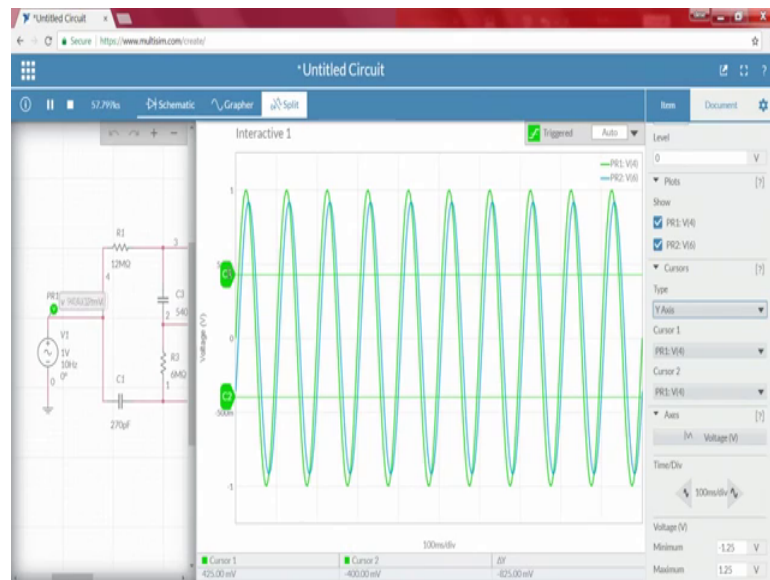 *Untitled Circuit
Secure | https://www.multisim.com/create/
*Untitled Circuit
Schematic Grapher Split
Item Document
Interactive 1
Triggered Auto
PR1: V(4)
PR2: V(6)
1
0
-500m
-1
Voltage (V)
100ms/div
C1
C2
R1
12MΩ
3
4
PR1
V1
1V
10Hz
0°
0
C1
270pF
C3
2 540
R3
6MΩ
1
Cursor 1 Cursor 2 ΔY
425.00 mV -400.00 mV -825.00 mV
Level
0 V
Plots [?]
Show
PR1: V(4)
PR2: V(6)
Cursors [?]
Type
Y Axis
Cursor 1
PR1: V(4)
Cursor 2
PR1: V(4)
Axes [?]
Voltage (V)
Time/Div
100ms/div
Voltage (V)
Minimum -1.25 V
Maximum 1.25 V